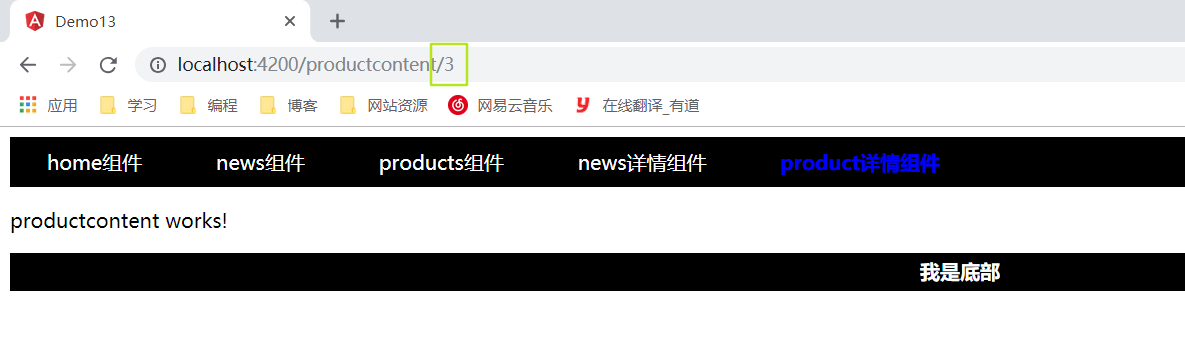 Demo13
localhost:4200/productcontent/3
应用 学习 编程 博客 网站资源 网易云音乐 y 在线翻译_有道
home组件 news组件 products组件 news详情组件 product详情组件
productcontent works!
我是底部